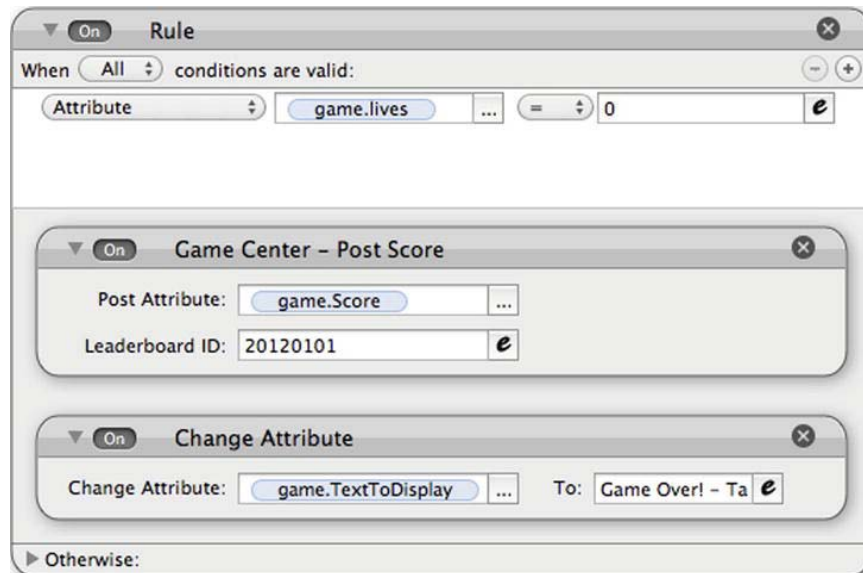 On Rule
When All conditions are valid:
Attribute game.lives ... = 0 e
On Game Center - Post Score
Post Attribute: game.Score ...
Leaderboard ID: 20120101 e
On Change Attribute
Change Attribute: game.TextToDisplay ... To: Game Over! - Ta e
Otherwise: